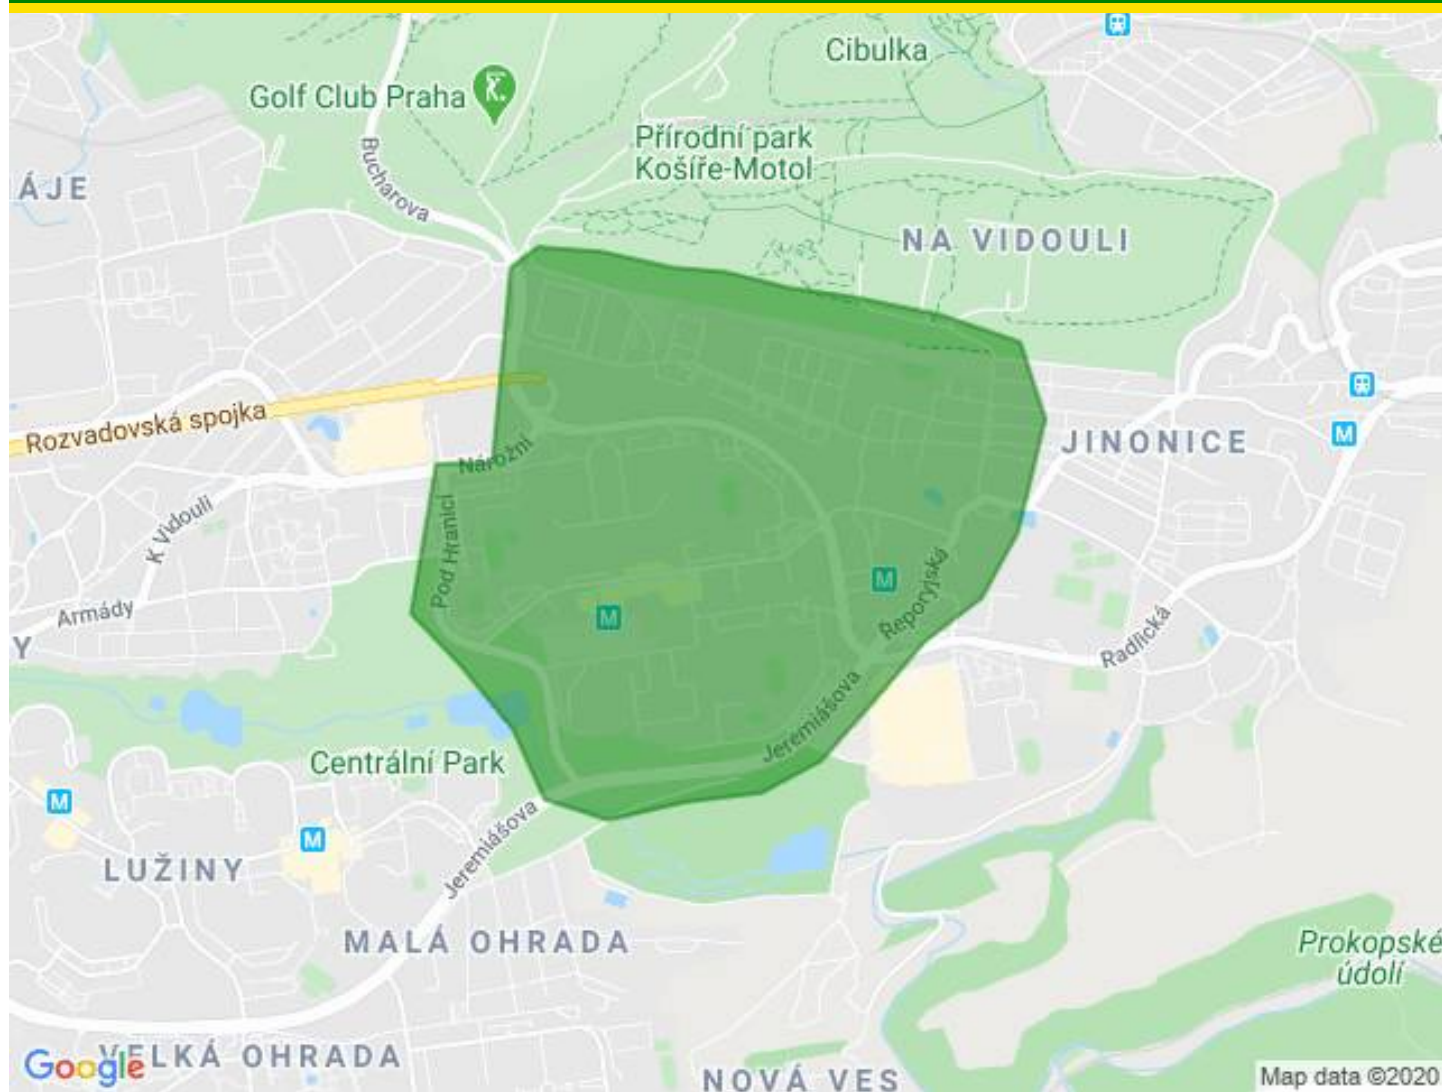 Cibulka
Golf Club Praha
Přírodní park
Košíře-Motol
Bucharova
ÁJE
NA VIDOULI
Rozvadovská spojka
JINONICE
Nárožní
K Vidouli
Pod Hranicí
M
M
M
Armády
Řeporyjská
Radlická
Y
Jeremiášova
Centrální Park
M
M
Jeremiášova
LUŽINY
MALÁ OHRADA
Prokopské
údolí
VELKÁ OHRADA
Google
NOVÁ VES
Map data ©2020